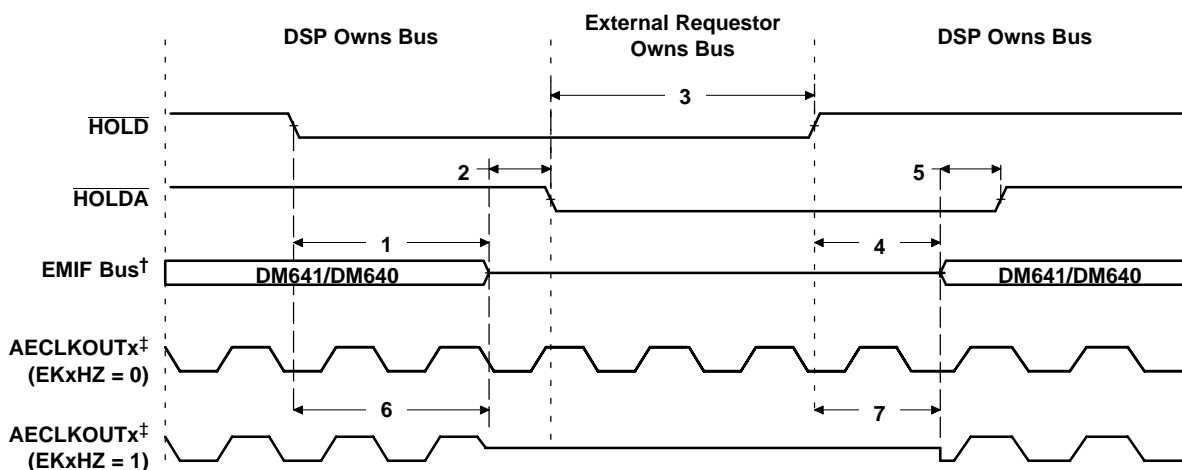 DSP Owns Bus
External Requestor
Owns Bus
DSP Owns Bus
3
HOLD
2
5
HOLDA
1
4
EMIF Bus†
DM641/DM640
DM641/DM640
AECLKOUTx‡
(EKxHZ = 0)
6
7
AECLKOUTx‡
(EKxHZ = 1)